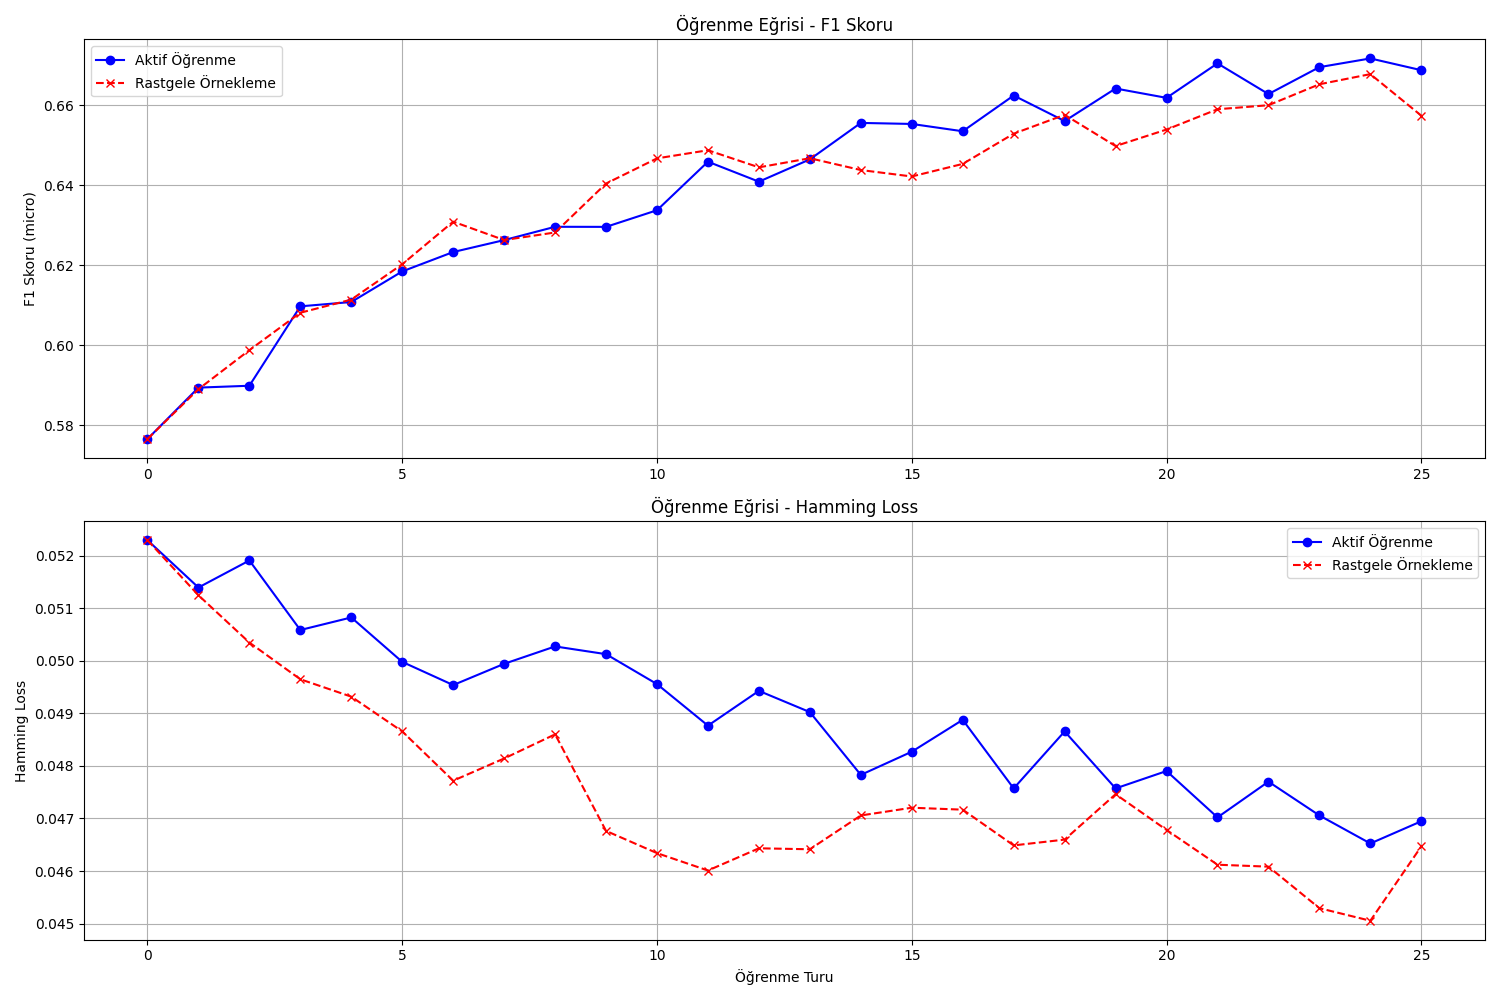 Öğrenme Eğrisi - F1 Skoru
Aktif Öğrenme
Rastgele Örnekleme
F1 Skoru (micro)
0.66
0.64
0.62
0.60
0.58
0 5 10 15 20 25
Öğrenme Eğrisi - Hamming Loss
Aktif Öğrenme
Rastgele Örnekleme
Hamming Loss
0.052
0.051
0.050
0.049
0.048
0.047
0.046
0.045
0 5 10 15 20 25
Öğrenme Turu